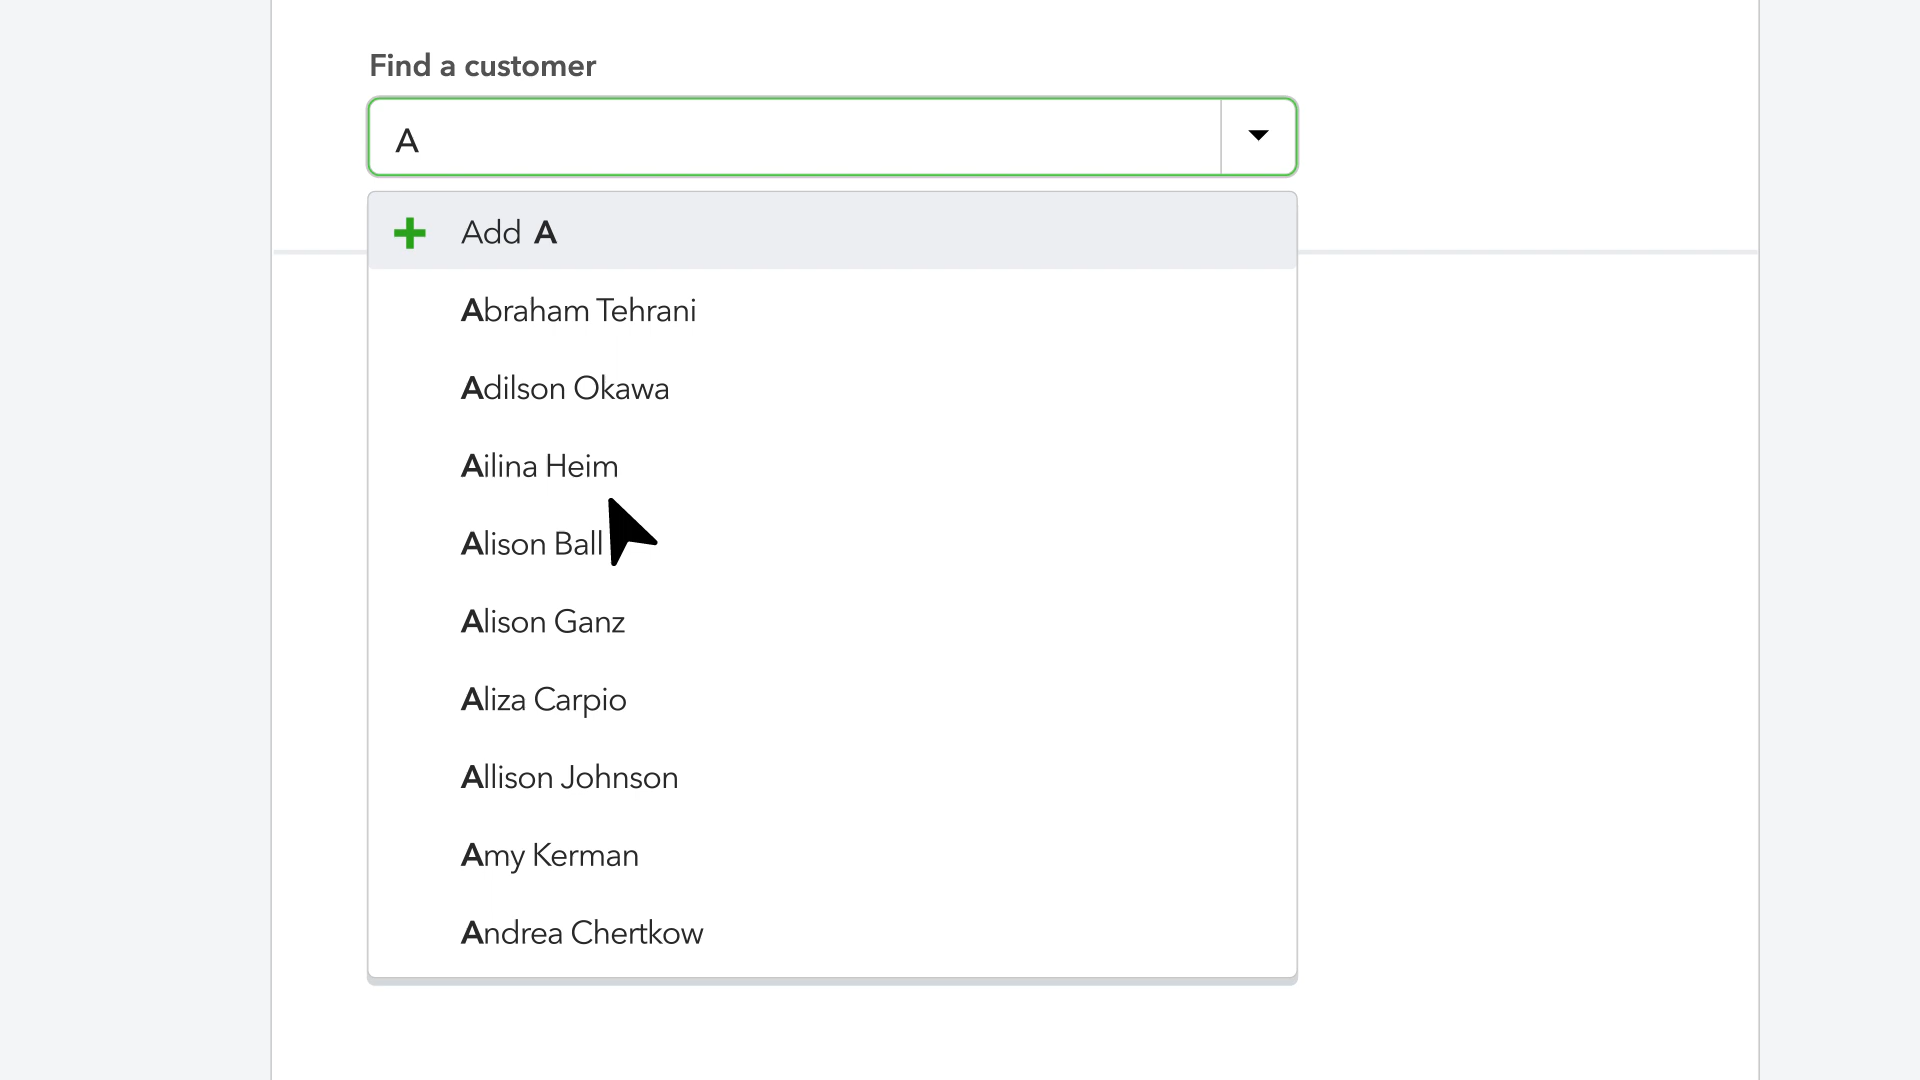 Find a customer
A
Add A
Abraham Tehrani
Adilson Okawa
Ailina Heim
Alison Ball
Alison Ganz
Aliza Carpio
Allison Johnson
Amy Kerman
Andrea Chertkow